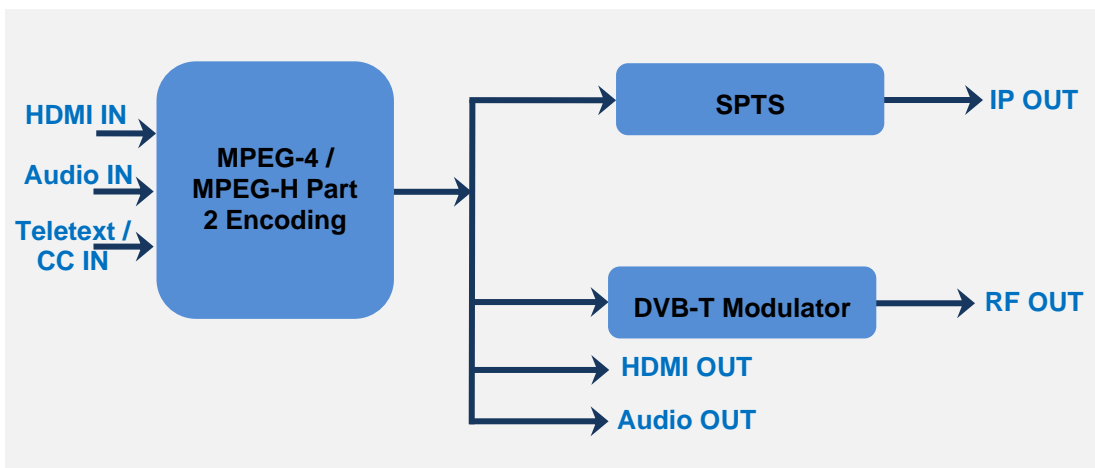 HDMI IN
Audio IN
Teletext /
CC IN
MPEG-4 /
MPEG-H Part
2 Encoding
SPTS
IP OUT
DVB-T Modulator
RF OUT
HDMI OUT
Audio OUT